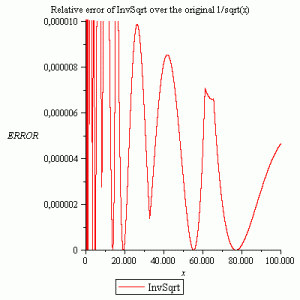 Relative error of InvSqrt over the original 1/sqrt(x)
0,000010
0,000008
0,000006
ERROR
0,000004
0,000002
0
0 20.000 40.000 60.000 80.000 100.000
x
InvSqrt